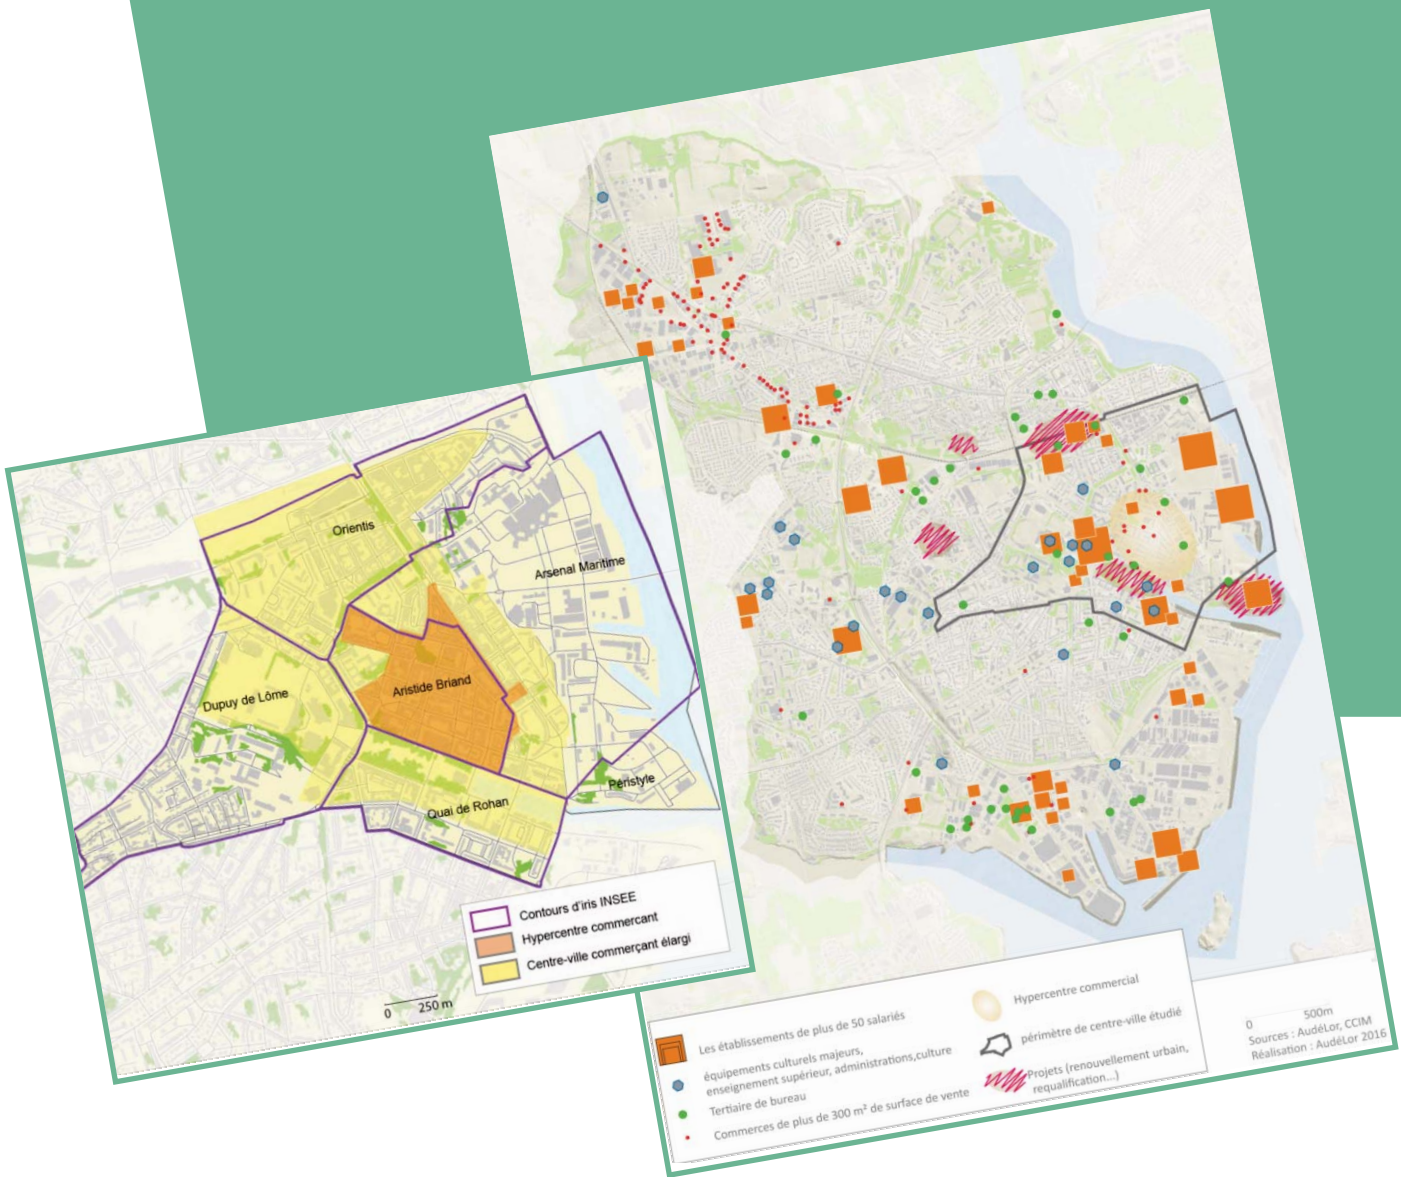 Orientis
Arsenal Maritime
Aristide Briand
Dupuy de Lôme
Quai de Rohan
Péristyle
Contours d'iris INSEE
Hypercentre commercant
Centre-ville commerçant élargi
0 250 m
Les établissements de plus de 50 salariés
équipements culturels majeurs,
enseignement supérieur, administrations,culture
Tertiaire de bureau
Commerces de plus de 300 m² de surface de vente
Hypercentre commercial
périmètre de centre-ville étudié
Projets (renouvellement urbain,
requalification...)
0 500m
Sources : AudéLor, CCIM
Réalisation : AudéLor 2016